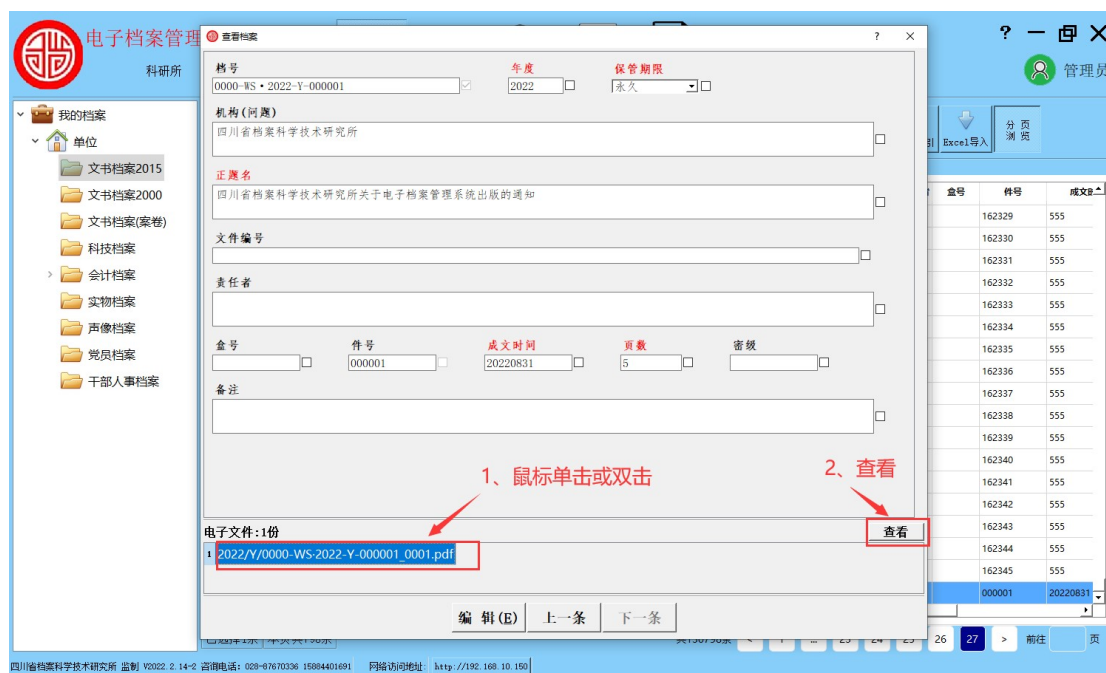 电子档案管理
科研所
查看档案
?
管理员
我的档案
单位
文书档案2015
文书档案2000
文书档案(案卷)
科技档案
会计档案
实物档案
声像档案
党员档案
干部人事档案
档号
年度
保管期限
0000-WS•2022-Y-000001
2022
永久
机构(问题)
四川省档案科学技术研究所
正题名
四川省档案科学技术研究所关于电子档案管理系统出版的通知
文件编号
责任者
盒号
件号
成文时间
页数
密级
000001
20220831
5
备注
1、鼠标单击或双击
2、查看
电子文件:1份
查看
1 2022/Y/0000-WS·2022-Y-000001_0001.pdf
编 辑(E)
上一条
下一条
Excel导入
分页
浏览
盒号
件号
162329 555
162330 555
162331 555
162332 555
162333 555
162334 555
162335 555
162336 555
162337 555
162338 555
162339 555
162340 555
162341 555
162342 555
162343 555
162344 555
162345 555
000001 20220831
26 27 > 前往 页
四川省档案科学技术研究所 监制 V2022.2.14-2 咨询电话: 028-87670336 15884401691 网络访问地址: http://192.168.10.150